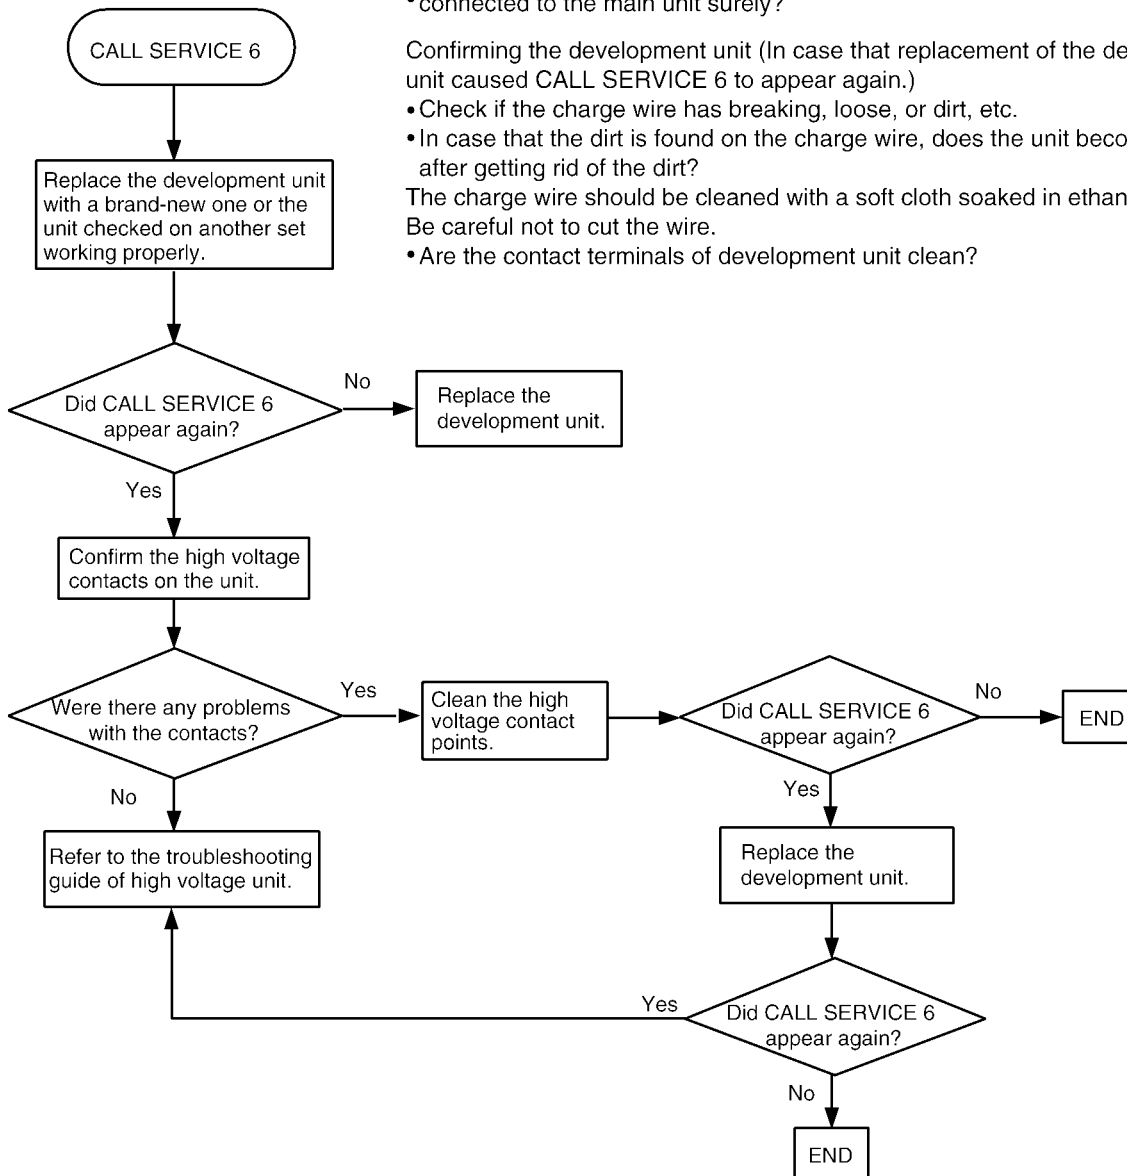 • connected to the main unit surely?
CALL SERVICE 6
Confirming the development unit (In case that replacement of the de
unit caused CALL SERVICE 6 to appear again.)
• Check if the charge wire has breaking, loose, or dirt, etc.
• In case that the dirt is found on the charge wire, does the unit beco
after getting rid of the dirt?
The charge wire should be cleaned with a soft cloth soaked in ethan
Be careful not to cut the wire.
• Are the contact terminals of development unit clean?
Replace the development unit
with a brand-new one or the
unit checked on another set
working properly.
Did CALL SERVICE 6
appear again?
No
Replace the
development unit.
Yes
Confirm the high voltage
contacts on the unit.
Were there any problems
with the contacts?
Yes
Clean the high
voltage contact
points.
Did CALL SERVICE 6
appear again?
No
END
No
Yes
Refer to the troubleshooting
guide of high voltage unit.
Replace the
development unit.
Yes
Did CALL SERVICE 6
appear again?
No
END